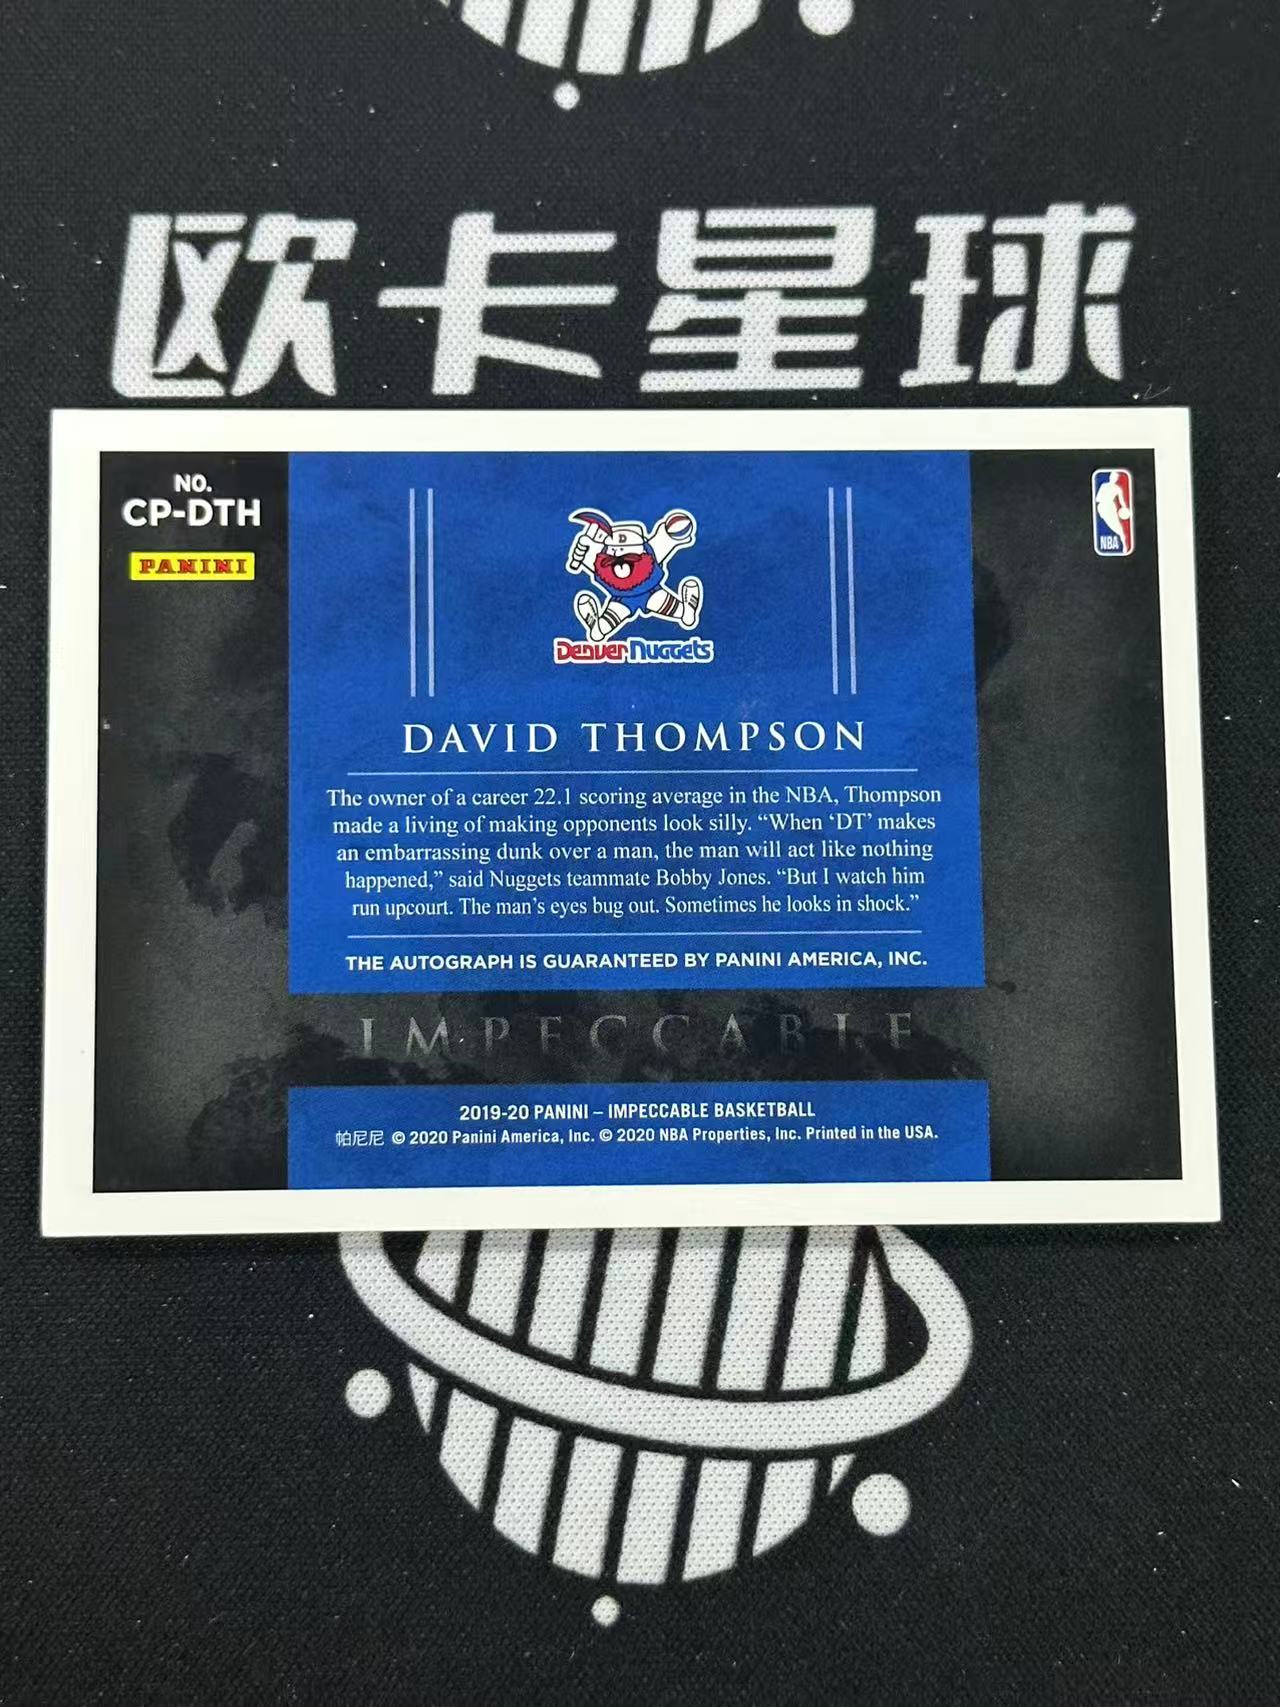 欧卡星球
NO.
CP-DTH
PANINI
NBA
D
Denver Nuggets
DAVID THOMPSON
The owner of a career 22.1 scoring average in the NBA, Thompson
made a living of making opponents look silly. “When ‘DT’ makes
an embarrassing dunk over a man, the man will act like nothing
happened,” said Nuggets teammate Bobby Jones. “But I watch him
run upcourt. The man’s eyes bug out. Sometimes he looks in shock.”
THE AUTOGRAPH IS GUARANTEED BY PANINI AMERICA, INC.
IMPECCABLE
2019-20 PANINI – IMPECCABLE BASKETBALL
帕尼尼 © 2020 Panini America, Inc. © 2020 NBA Properties, Inc. Printed in the USA.